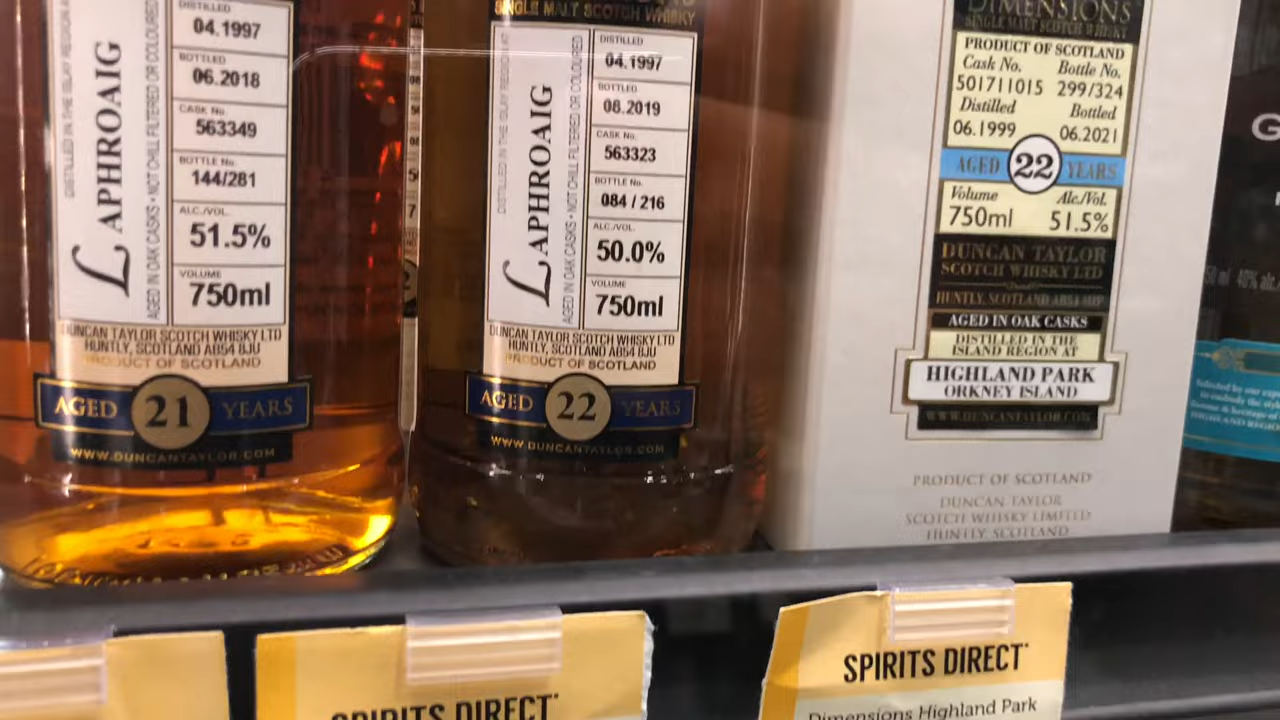 DISTILLED IN THE ISLAY REGION A
LAPHROAIG
AGED IN OAK CASKS • NOT CHILL FILTERED OR COLOURED
DISTILLED
04.1997
BOTTLED
06.2018
CASK No.
563349
BOTTLE No.
144/281
ALC./VOL.
51.5%
VOLUME
750ml
DUNCAN TAYLOR SCOTCH WHISKY LTD
HUNTLY, SCOTLAND AB54 8JU
PRODUCT OF SCOTLAND
AGED 21 YEARS
WWW.DUNCANTAYLOR.COM
SINGLE MALT SCOTCH WHISKY
DISTILLED IN THE ISLAY REGION AT
LAPHROAIG
AGED IN OAK CASKS • NOT CHILL FILTERED OR COLOURED
DISTILLED
04.1997
BOTTLED
08.2019
CASK No.
563323
BOTTLE No.
084 / 216
ALC./VOL.
50.0%
VOLUME
750ml
DUNCAN TAYLOR SCOTCH WHISKY LTD
HUNTLY, SCOTLAND AB54 8JU
PRODUCT OF SCOTLAND
AGED 22 YEARS
WWW.DUNCANTAYLOR.COM
DIMENSIONS
SINGLE MALT SCOTCH WHISKY
PRODUCT OF SCOTLAND
Cask No. Bottle No.
501711015 299/324
Distilled Bottled
06.1999 06.2021
AGED 22 YEARS
Volume Alc./Vol.
750ml 51.5%
DUNCAN TAYLOR
SCOTCH WHISKY LTD
HUNTLY, SCOTLAND
AGED IN OAK CASKS
DISTILLED IN THE
ISLAND REGION AT
HIGHLAND PARK
ORKNEY ISLAND
WWW.DUNCANTAYLOR.COM
PRODUCT OF SCOTLAND
DUNCAN TAYLOR
SCOTCH WHISKY LIMITED
HUNTLY SCOTLAND
G
40% alc
SPIRITS DIRECT
SPIRITS DIRECT
Dimensions Highland Park